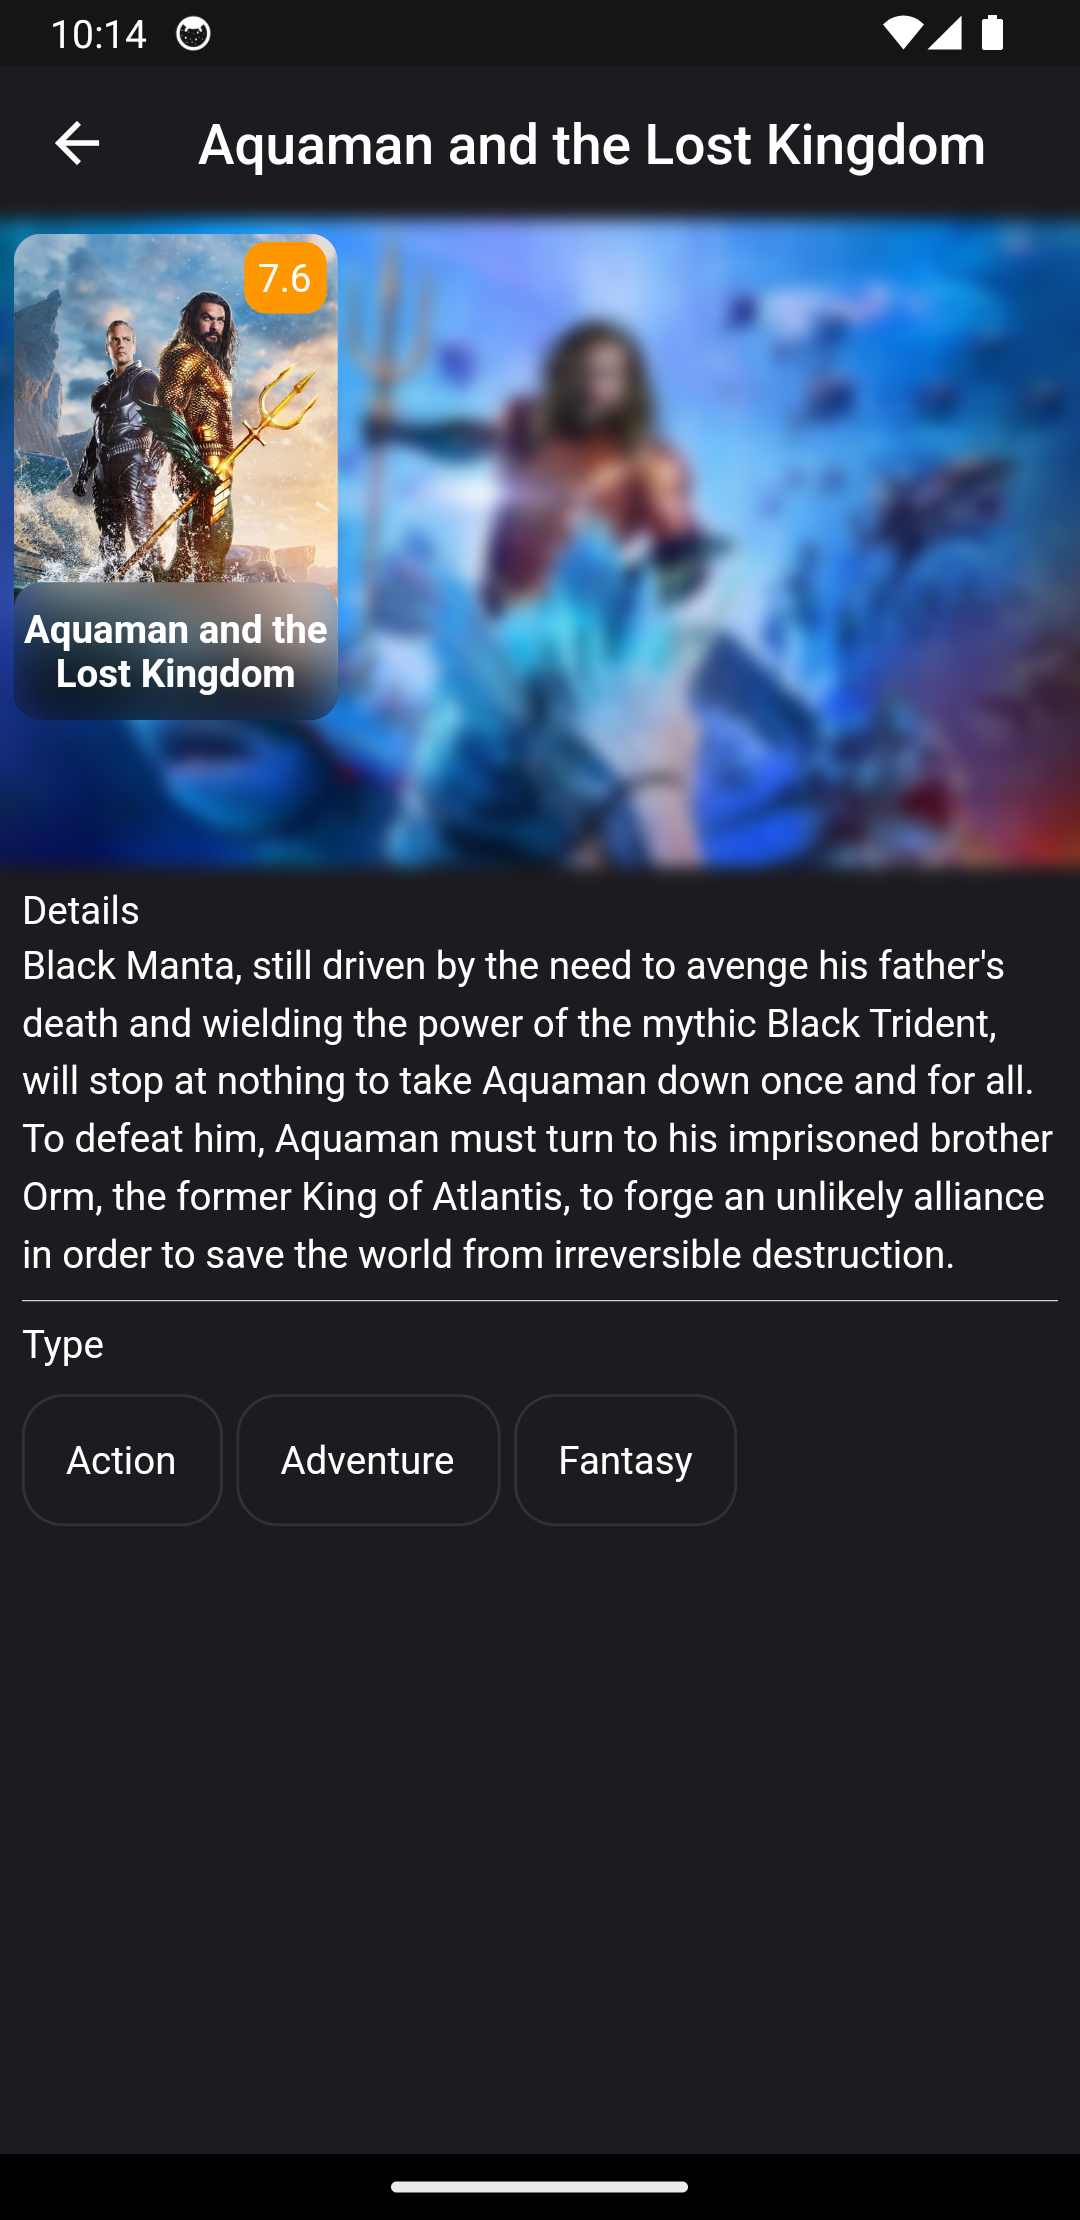 10:14
Aquaman and the Lost Kingdom
7.6
Aquaman and the
Lost Kingdom
Details
Black Manta, still driven by the need to avenge his father's
death and wielding the power of the mythic Black Trident,
will stop at nothing to take Aquaman down once and for all.
To defeat him, Aquaman must turn to his imprisoned brother
Orm, the former King of Atlantis, to forge an unlikely alliance
in order to save the world from irreversible destruction.
Type
Action
Adventure
Fantasy